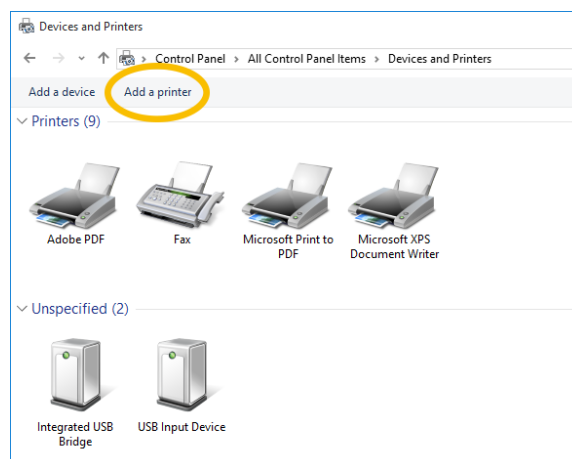 Devices and Printers
Control Panel > All Control Panel Items > Devices and Printers
Add a device Add a printer
Printers (9)
Adobe PDF Fax Microsoft Print to PDF Microsoft XPS Document Writer
Unspecified (2)
Integrated USB Bridge USB Input Device